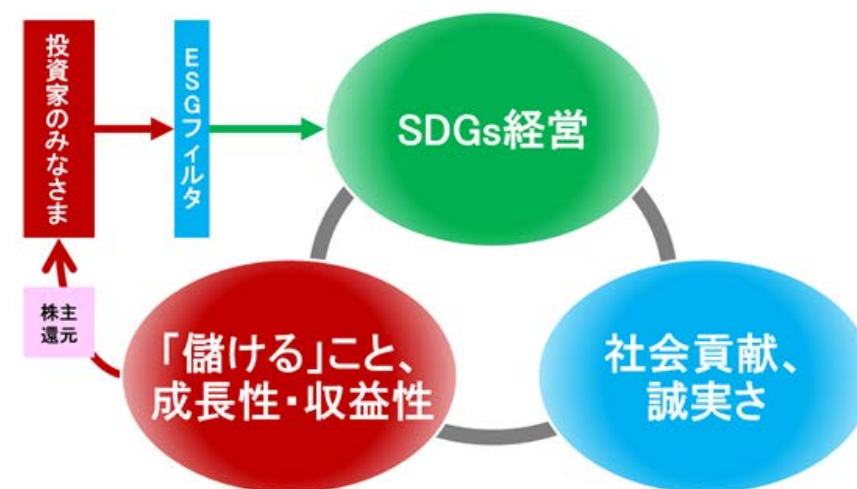 投資家のみなさま
ESGフィルタ
SDGs経営
株主
還元
「儲ける」こと、
成長性・収益性
社会貢献、
誠実さ